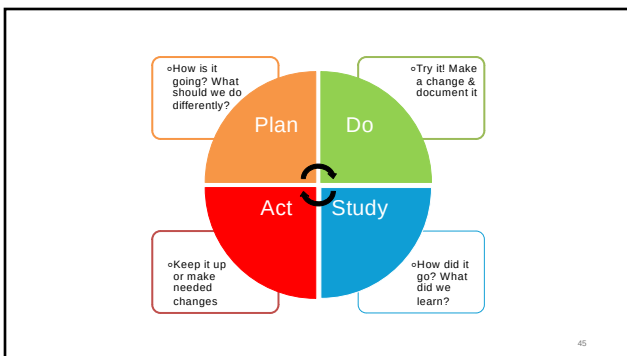 ◦How is it
going? What
should we do
differently?
◦Try it! Make
a change &
document it
Plan
Do
Act
Study
◦Keep it up
or make
needed
changes
◦How did it
go? What
did we
learn?
45